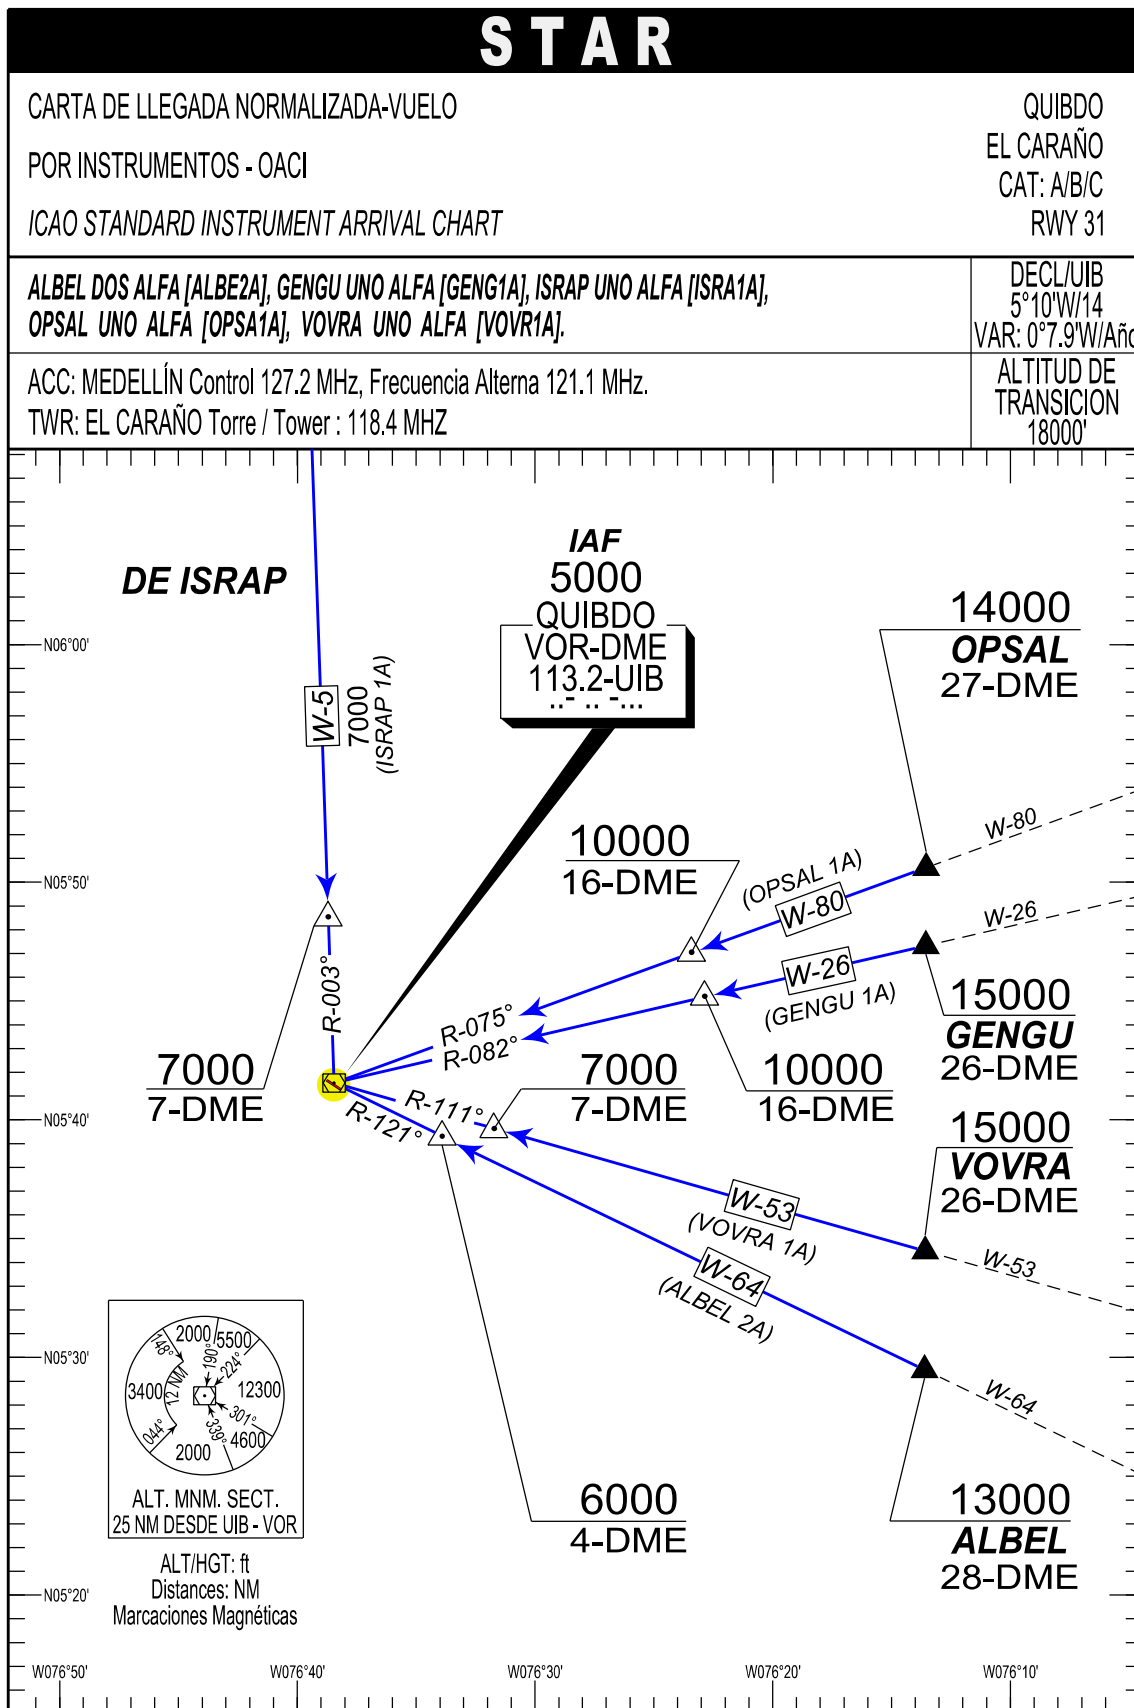 STAR
CARTA DE LLEGADA NORMALIZADA-VUELO
POR INSTRUMENTOS - OACI
ICAO STANDARD INSTRUMENT ARRIVAL CHART
QUIBDO
EL CARAÑO
CAT: A/B/C
RWY 31
ALBEL DOS ALFA [ALBE2A], GENGU UNO ALFA [GENG1A], ISRAP UNO ALFA [ISRA1A],
OPSAL UNO ALFA [OPSA1A], VOVRA UNO ALFA [VOVR1A].
DECL/UIB
5°10'W/14
VAR: 0°7.9'W/Año
ACC: MEDELLÍN Control 127.2 MHz, Frecuencia Alterna 121.1 MHz.
TWR: EL CARAÑO Torre / Tower : 118.4 MHZ
ALTITUD DE
TRANSICION
18000'
DE ISRAP
IAF
5000
QUIBDO
VOR-DME
113.2-UIB
14000
OPSAL
27-DME
N06°00'
W-5
7000
(ISRAP 1A)
W-80
10000
16-DME
(OPSAL 1A)
W-80
N05°50'
W-26
W-26
(GENGU 1A)
R-003°
R-075°
R-082°
15000
GENGU
26-DME
7000
7-DME
7000
7-DME
10000
16-DME
R-111°
R-121°
N05°40'
15000
VOVRA
26-DME
W-53
(VOVRA 1A)
W-53
W-64
(ALBEL 2A)
W-64
N05°30'
148°
2000
190°
5500
224°
3400
12 NM
12300
044°
2000
339°
301°
4600
ALT. MNM. SECT.
25 NM DESDE UIB - VOR
ALT/HGT: ft
Distances: NM
Marcaciones Magnéticas
6000
4-DME
13000
ALBEL
28-DME
N05°20'
W076°50'
W076°40'
W076°30'
W076°20'
W076°10'